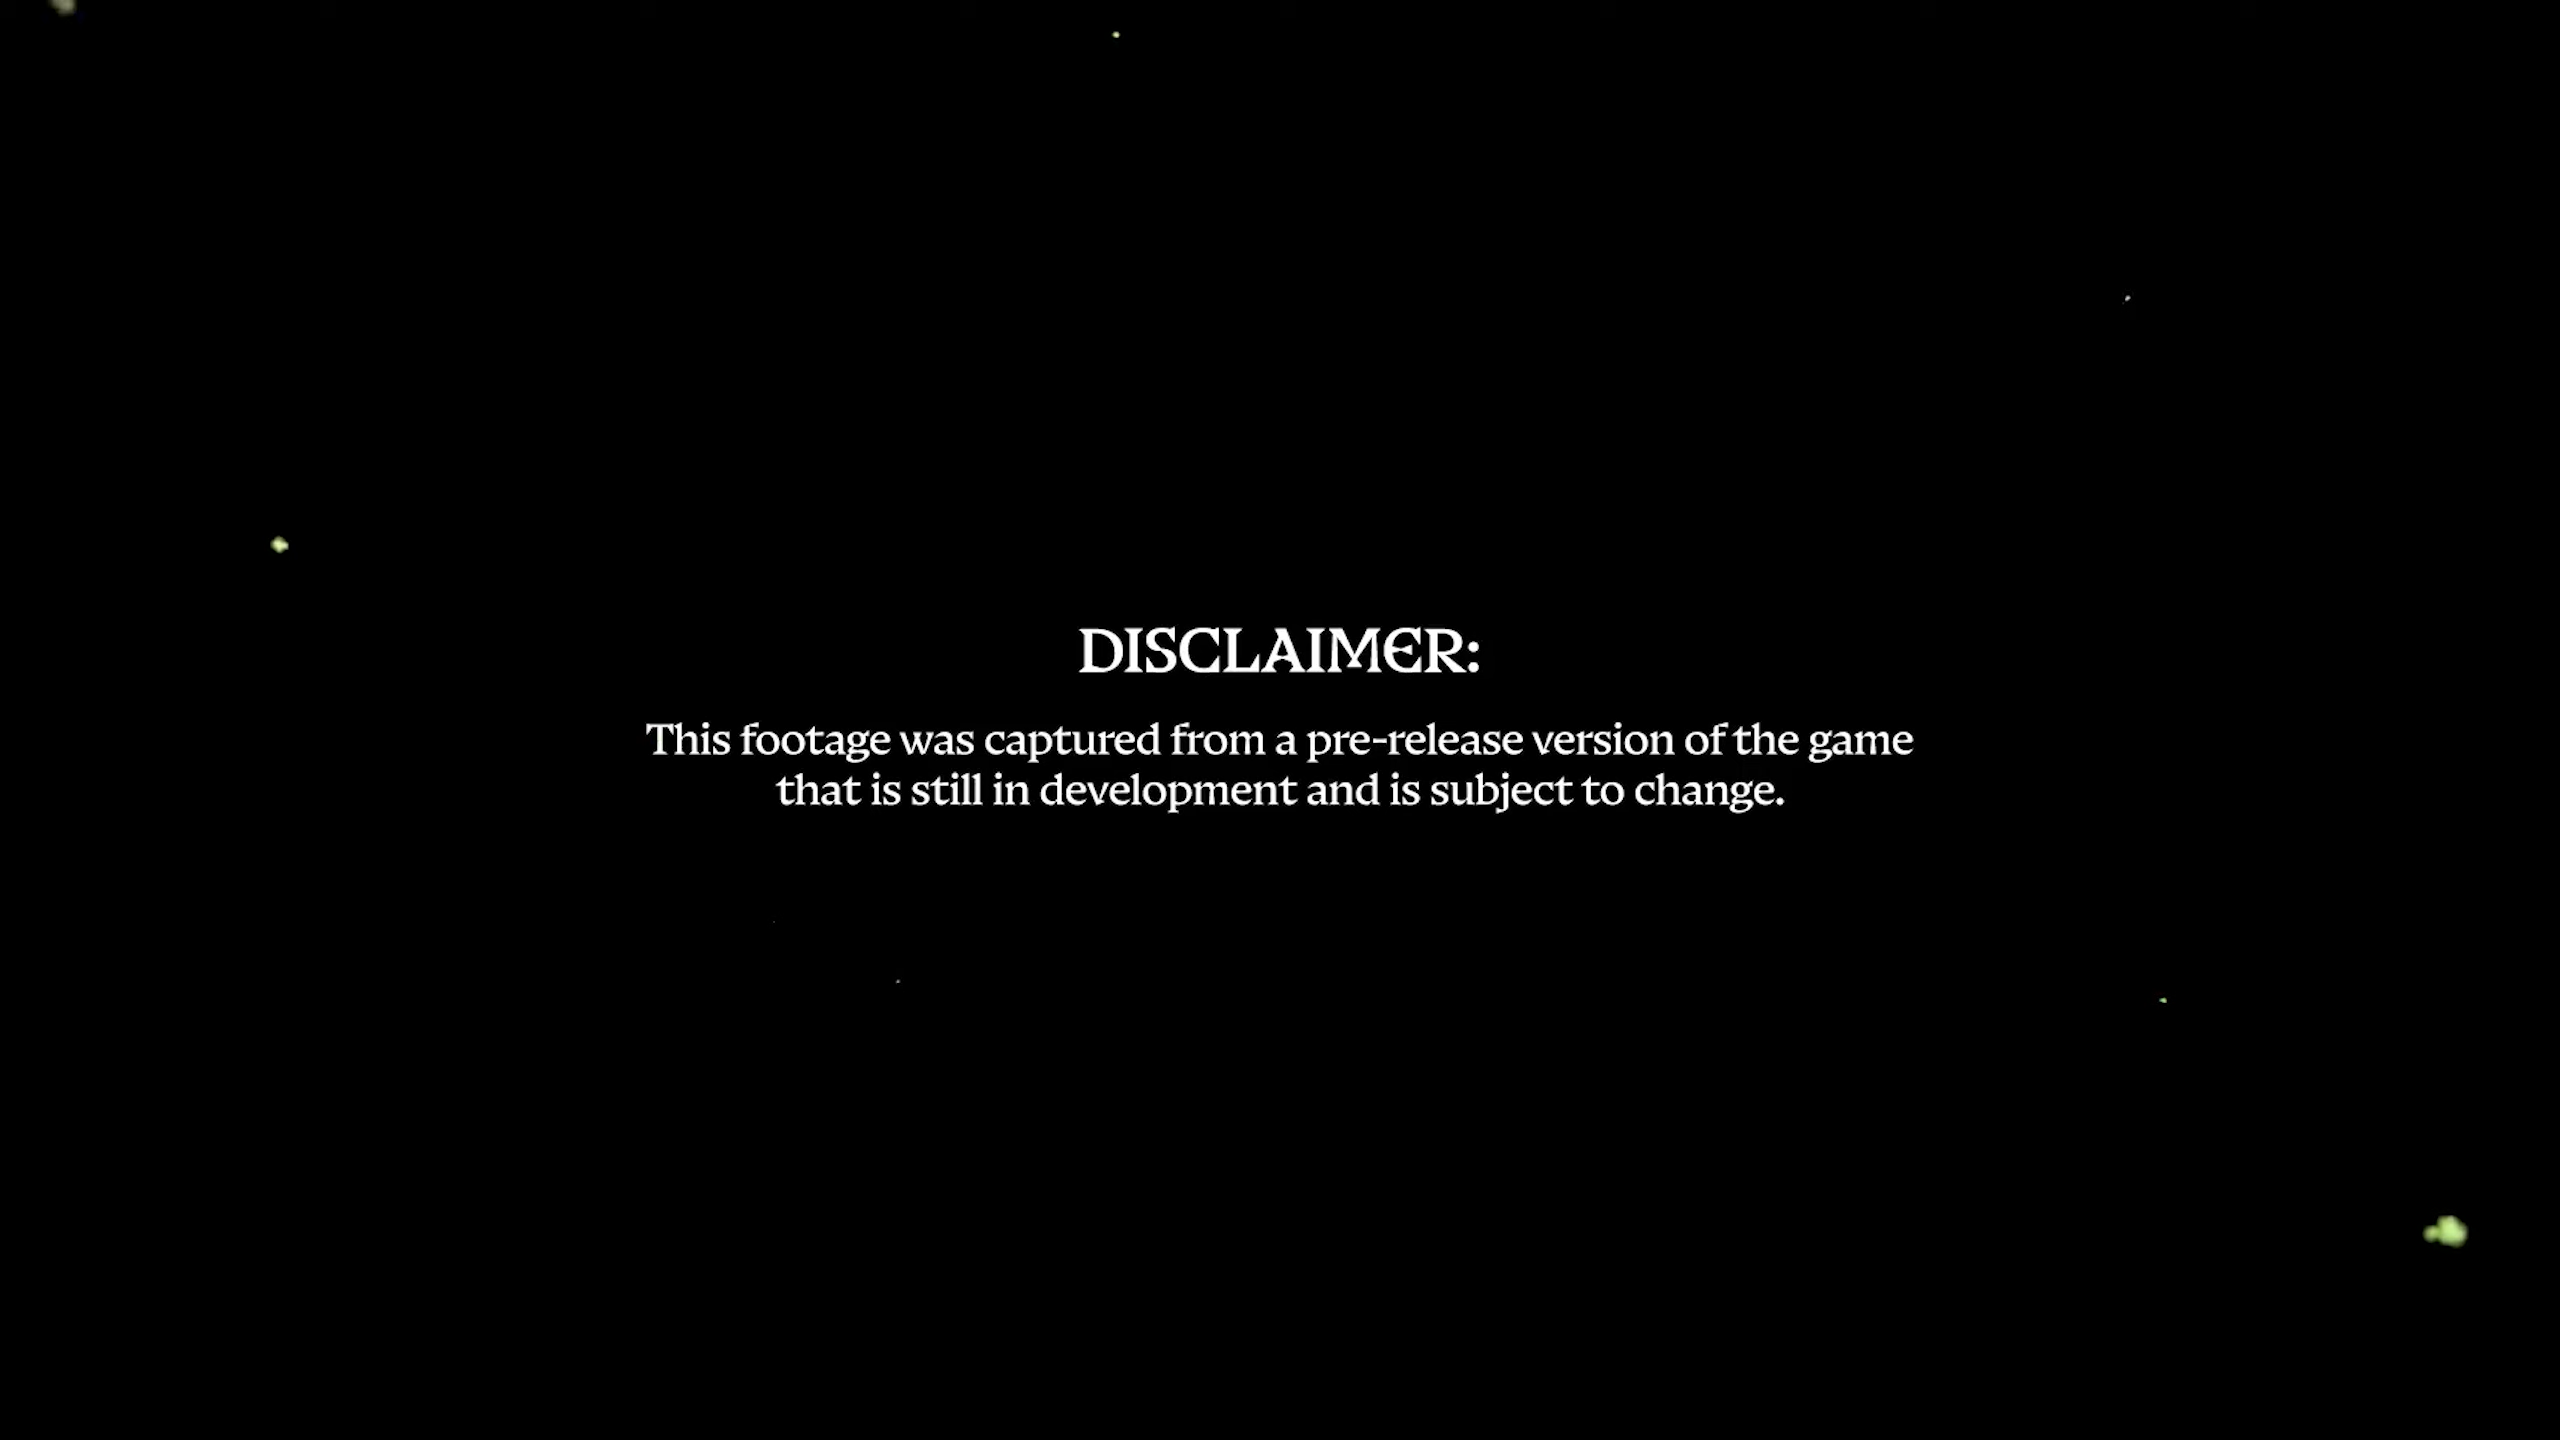 DISCLAIMER:
This footage was captured from a pre-release version of the game
that is still in development and is subject to change.